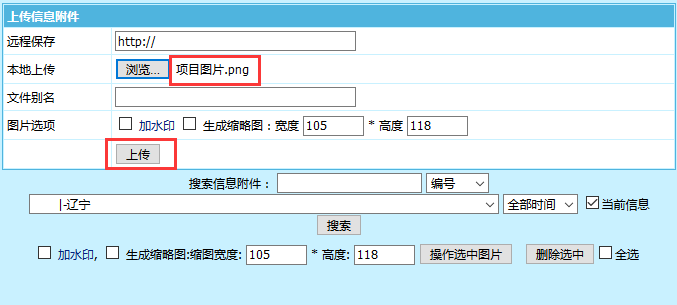 上传信息附件
远程保存 http://
本地上传 浏览... 项目图片.png
文件别名
图片选项 加水印 生成缩略图：宽度 105 * 高度 118
上传
搜索信息附件： 编号
|-辽宁 全部时间 当前信息
搜索
加水印, 生成缩略图:缩图宽度: 105 * 高度: 118 操作选中图片 删除选中 全选